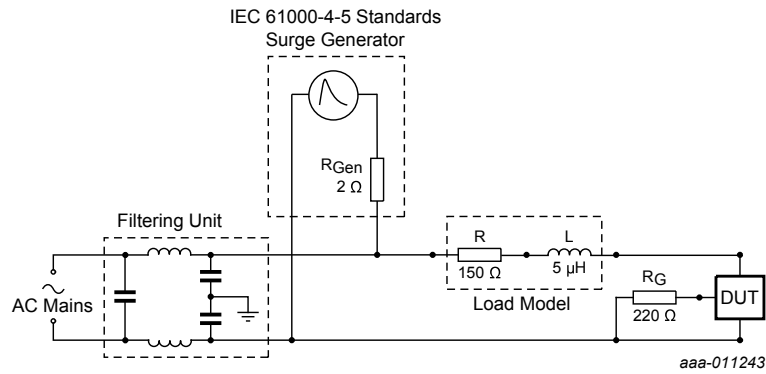 IEC 61000-4-5 Standards
Surge Generator
RGen
2 Ω
Filtering Unit
R
L
150 Ω
5 μH
AC Mains
RG
DUT
Load Model
220 Ω
aaa-011243